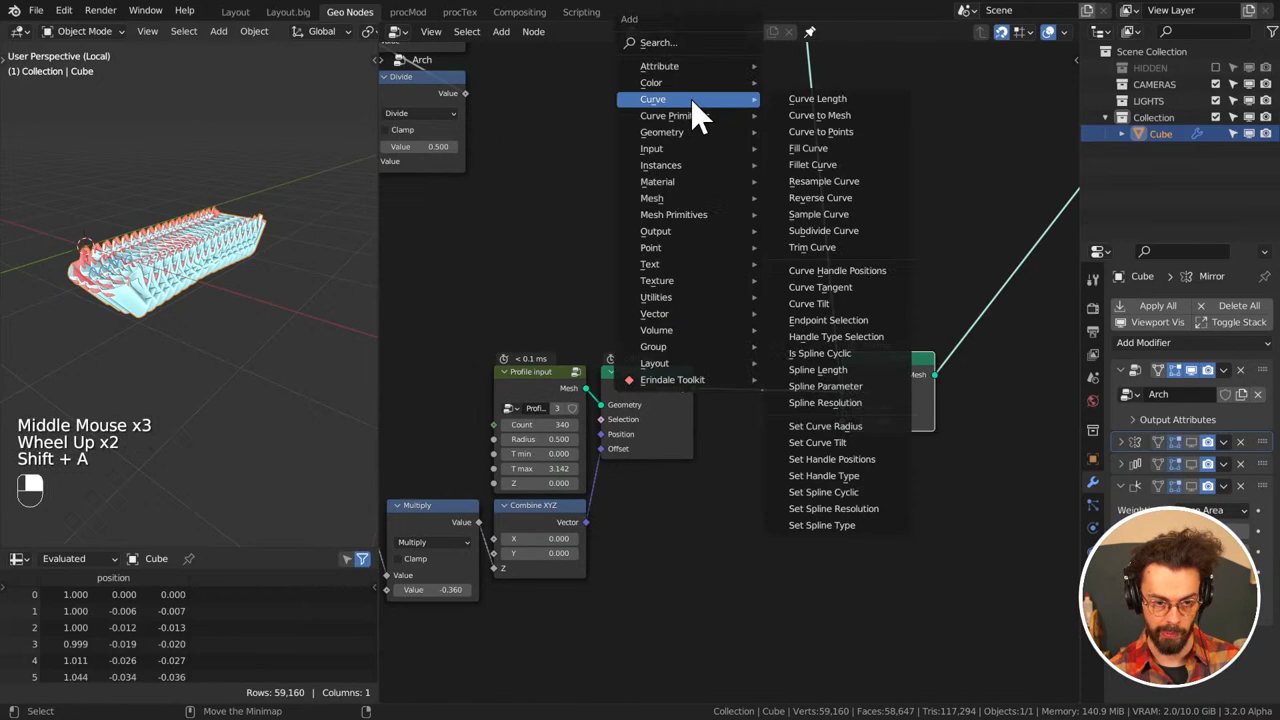 File Edit Render Window Help
Layout Layout.big Geo Nodes procMod procTex Compositing Scripting
Scene View Layer
Object Mode View Select Add Object Global
View Select Add Node
User Perspective (Local)
(1) Collection | Cube
Arch
Divide
Value
Divide
Clamp
Value 0.500
Value
Add
Search...
Attribute
Color
Curve
Curve Primi
Geometry
Input
Instances
Material
Mesh
Mesh Primitives
Output
Point
Text
Texture
Utilities
Vector
Volume
Group
Layout
Erindale Toolkit
Curve Length
Curve to Mesh
Curve to Points
Fill Curve
Fillet Curve
Resample Curve
Reverse Curve
Sample Curve
Subdivide Curve
Trim Curve
Curve Handle Positions
Curve Tangent
Curve Tilt
Endpoint Selection
Handle Type Selection
Is Spline Cyclic
Spline Length
Spline Parameter
Spline Resolution
Set Curve Radius
Set Curve Tilt
Set Handle Positions
Set Handle Type
Set Spline Cyclic
Set Spline Resolution
Set Spline Type
< 0.1 ms
Profile input
Mesh
Profi... 3
Count 340
Radius 0.500
T min 0.000
T max 3.142
Z 0.000
Geometry
Selection
Position
Offset
Mesh
Multiply
Value
Multiply
Clamp
Value
Value -0.360
Combine XYZ
Vector
X 0.000
Y 0.000
Z
Middle Mouse x3
Wheel Up x2
Shift + A
Evaluated Cube
position
0 1.000 0.000 0.000
1 1.000 -0.006 -0.007
2 1.000 -0.012 -0.013
3 0.999 -0.019 -0.020
4 1.011 -0.026 -0.027
5 1.044 -0.034 -0.036
Rows: 59,160 | Columns: 1
Scene Collection
HIDDEN
CAMERAS
LIGHTS
Collection
Cube
Cube Mirror
Apply All Delete All
Viewport Vis Toggle Stack
Add Modifier
Arch
Output Attributes
Weighting Area
Select Move the Minimap
Collection | Cube | Verts:59,160 | Faces:58,647 | Tris:117,294 | Objects:1/1 | Memory: 140.9 MiB | VRAM: 2.0/10.0 GiB | 3.2.0 Alpha